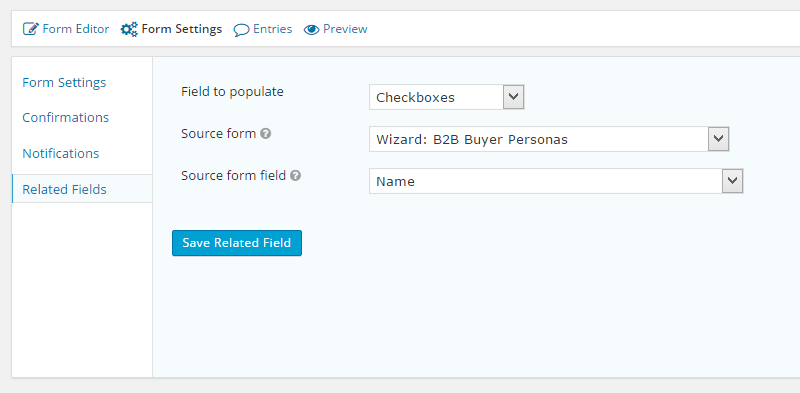 Form Editor Form Settings Entries Preview
Form Settings
Confirmations
Notifications
Related Fields
Field to populate Checkboxes
Source form ? Wizard: B2B Buyer Personas
Source form field ? Name
Save Related Field